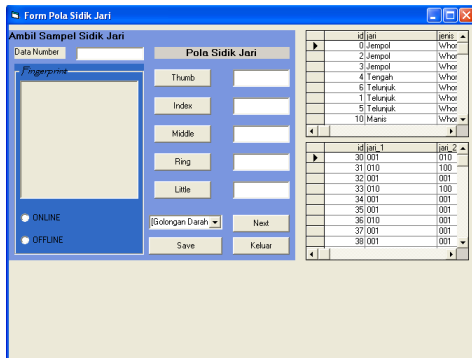 Form Pola Sidik Jari
Ambil Sampel Sidik Jari
Data Number
Pola Sidik Jari
Fingerprint
Thumb
Index
Middle
Ring
Little
ONLINE
OFFLINE
[Golongan Darah
Next
Save
Keluar
id jari jenis_
0 Jempol Whor
2 Jempol Whor
3 Jempol Whor
4 Tengah Whor
6 Telunjuk Whor
1 Telunjuk Whor
5 Telunjuk Whor
10 Manis Whor
id jari_1 jari_2
30 001 010
31 010 100
32 001 001
33 010 100
34 001 001
35 001 001
36 010 001
37 001 001
38 001 001